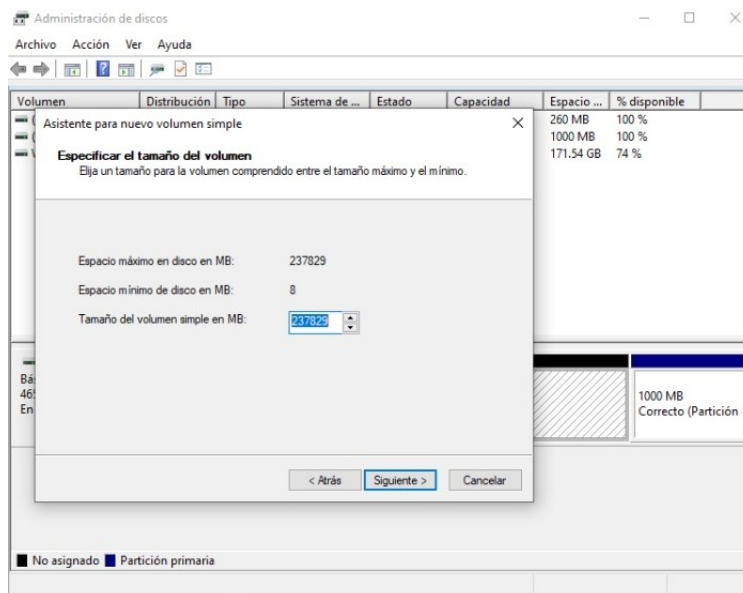 Administración de discos
Archivo Acción Ver Ayuda
Volumen Distribución Tipo Sistema de ... Estado Capacidad Espacio ... % disponible
260 MB 100 %
1000 MB 100 %
171.54 GB 74 %
Asistente para nuevo volumen simple
Especificar el tamaño del volumen
Elija un tamaño para la volumen comprendido entre el tamaño máximo y el mínimo.
Espacio máximo en disco en MB: 237829
Espacio mínimo de disco en MB: 8
Tamaño del volumen simple en MB: 237829
< Atrás Siguiente > Cancelar
Bá
465
En
1000 MB
Correcto (Partición
No asignado Partición primaria